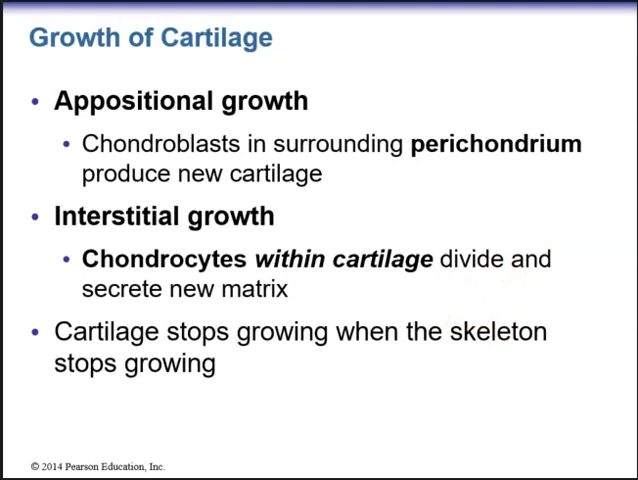 Growth of Cartilage
• Appositional growth
• Chondroblasts in surrounding perichondrium
produce new cartilage
• Interstitial growth
• Chondrocytes within cartilage divide and
secrete new matrix
• Cartilage stops growing when the skeleton
stops growing
© 2014 Pearson Education, Inc.